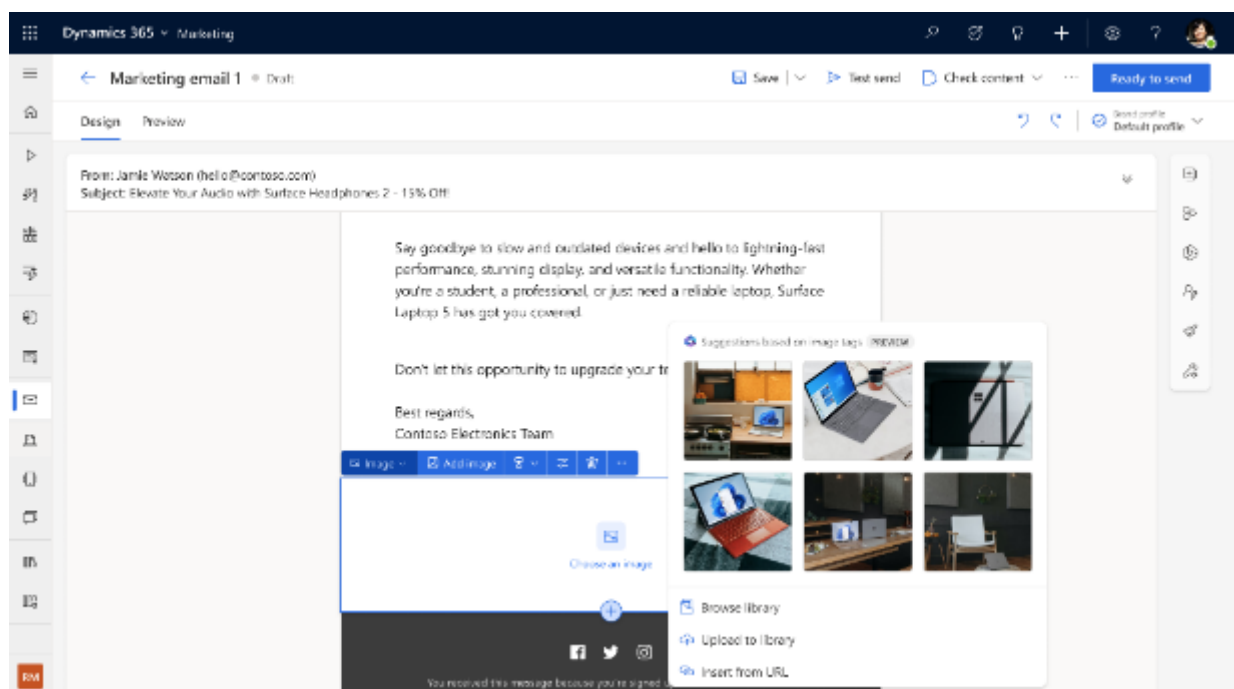 Dynamics 365 Marketing
Marketing email 1 Draft
Save
Test send
Check content
Ready to send
Design
Preview
Brand profile
Default profile
From: Jamie Watson (hello@contoso.com)
Subject: Elevate Your Audio with Surface Headphones 2 - 15% Off!
Say goodbye to slow and outdated devices and hello to lightning-fast
performance, stunning display, and versatile functionality. Whether
you're a student, a professional, or just need a reliable laptop, Surface
Laptop 5 has got you covered.
Don't let this opportunity to upgrade your te
Best regards,
Contoso Electronics Team
Image
Add image
Choose an image
Suggestions based on image tags PREVIEW
Browse library
Upload to library
Insert from URL
You received this message because you're signed u
RM